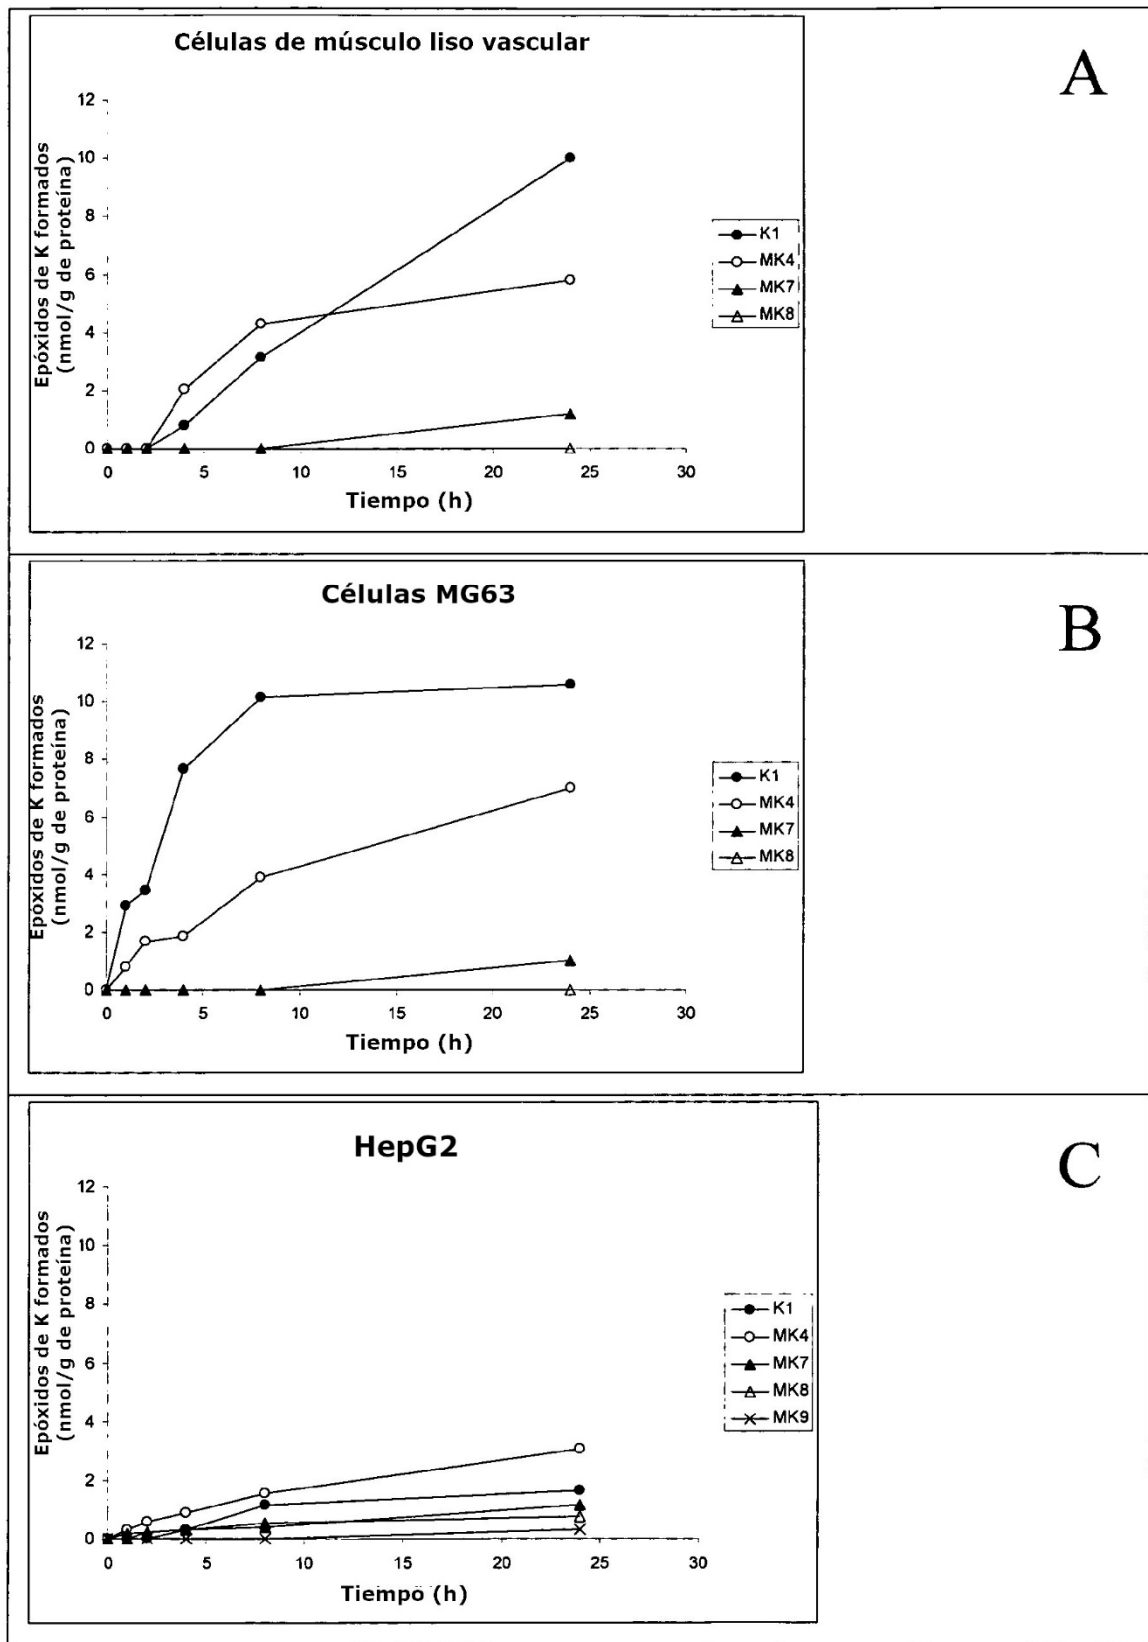 Células de músculo liso vascular
A
Epóxidos de K formados
(nmol/g de proteína)
12
10
8
6
4
2
0
0 5 10 15 20 25 30
Tiempo (h)
K1
MK4
MK7
MK8
Células MG63
B
Epóxidos de K formados
(nmol/g de proteína)
12
10
8
6
4
2
0
0 5 10 15 20 25 30
Tiempo (h)
K1
MK4
MK7
MK8
HepG2
C
Epóxidos de K formados
(nmol/g de proteína)
12
10
8
6
4
2
0
0 5 10 15 20 25 30
Tiempo (h)
K1
MK4
MK7
MK8
MK9